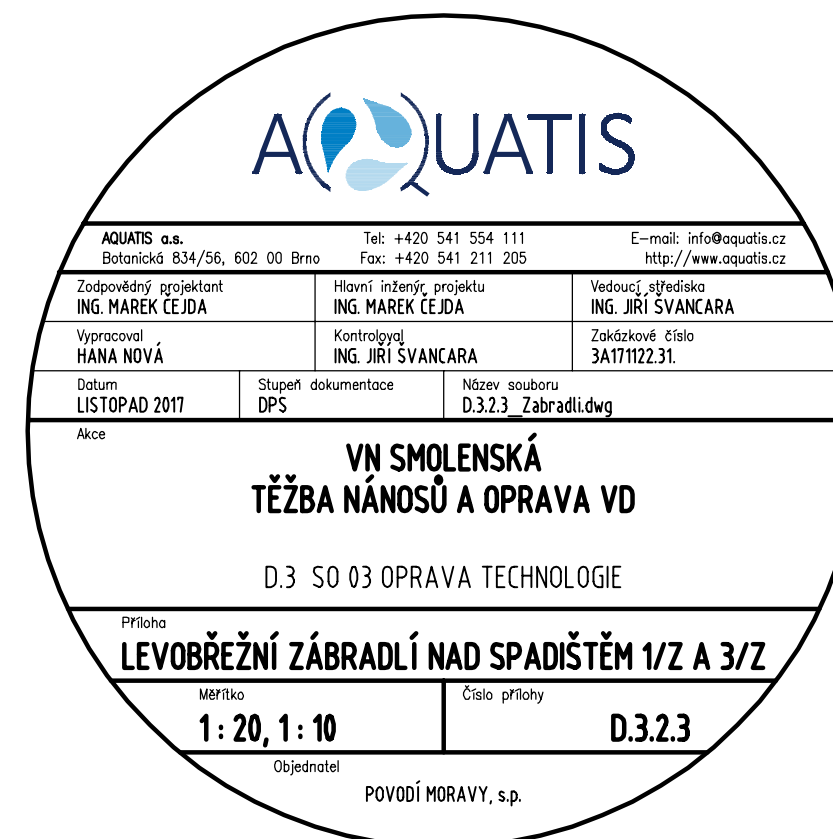 AQUATIS
AQUATIS a.s. Tel: +420 541 554 111 E-mail: info@aquatis.cz
Botanická 834/56, 602 00 Brno Fax: +420 541 211 205 http://www.aquatis.cz
Zodpovědný projektant Hlavní inženýr projektu Vedoucí střediska
ING. MAREK ČEJDA ING. MAREK ČEJDA ING. JIŘÍ ŠVANCARA
Vypracoval Kontroloval Zakázkové číslo
HANA NOVÁ ING. JIŘÍ ŠVANCARA 3A171122.31.
Datum Stupeň dokumentace Název souboru
LISTOPAD 2017 DPS D.3.2.3_Zabradli.dwg
Akce
VN SMOLENSKÁ
TĚŽBA NÁNOSŮ A OPRAVA VD
D.3 SO 03 OPRAVA TECHNOLOGIE
Příloha
LEVOBŘEŽNÍ ZÁBRADLÍ NAD SPADIŠTĚM 1/Z A 3/Z
Měřítko Číslo přílohy
1 : 20, 1 : 10 D.3.2.3
Objednatel
POVODÍ MORAVY, s.p.